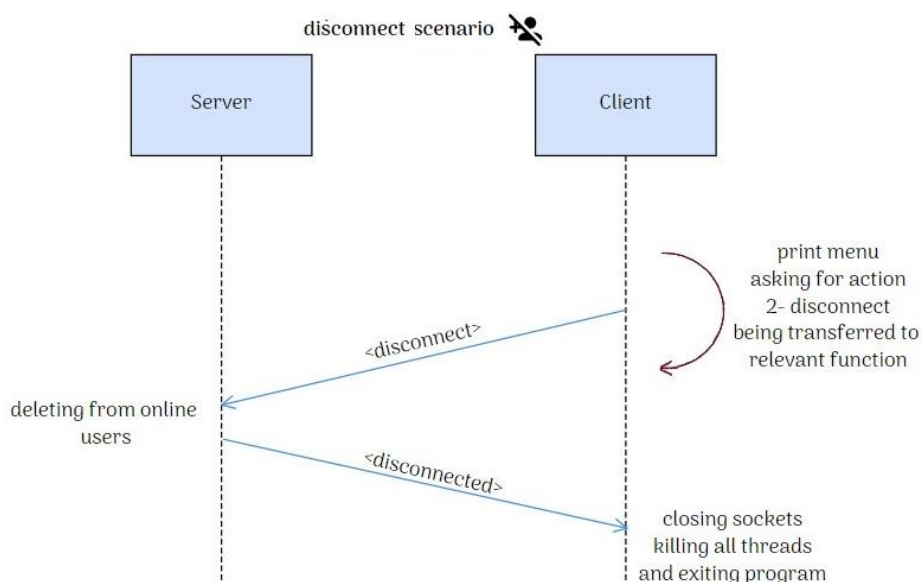 disconnect scenario
Server
Client
print menu
asking for action
2- disconnect
being transferred to
relevant function
<disconnect>
deleting from online
users
<disconnected>
closing sockets
killing all threads
and exiting program